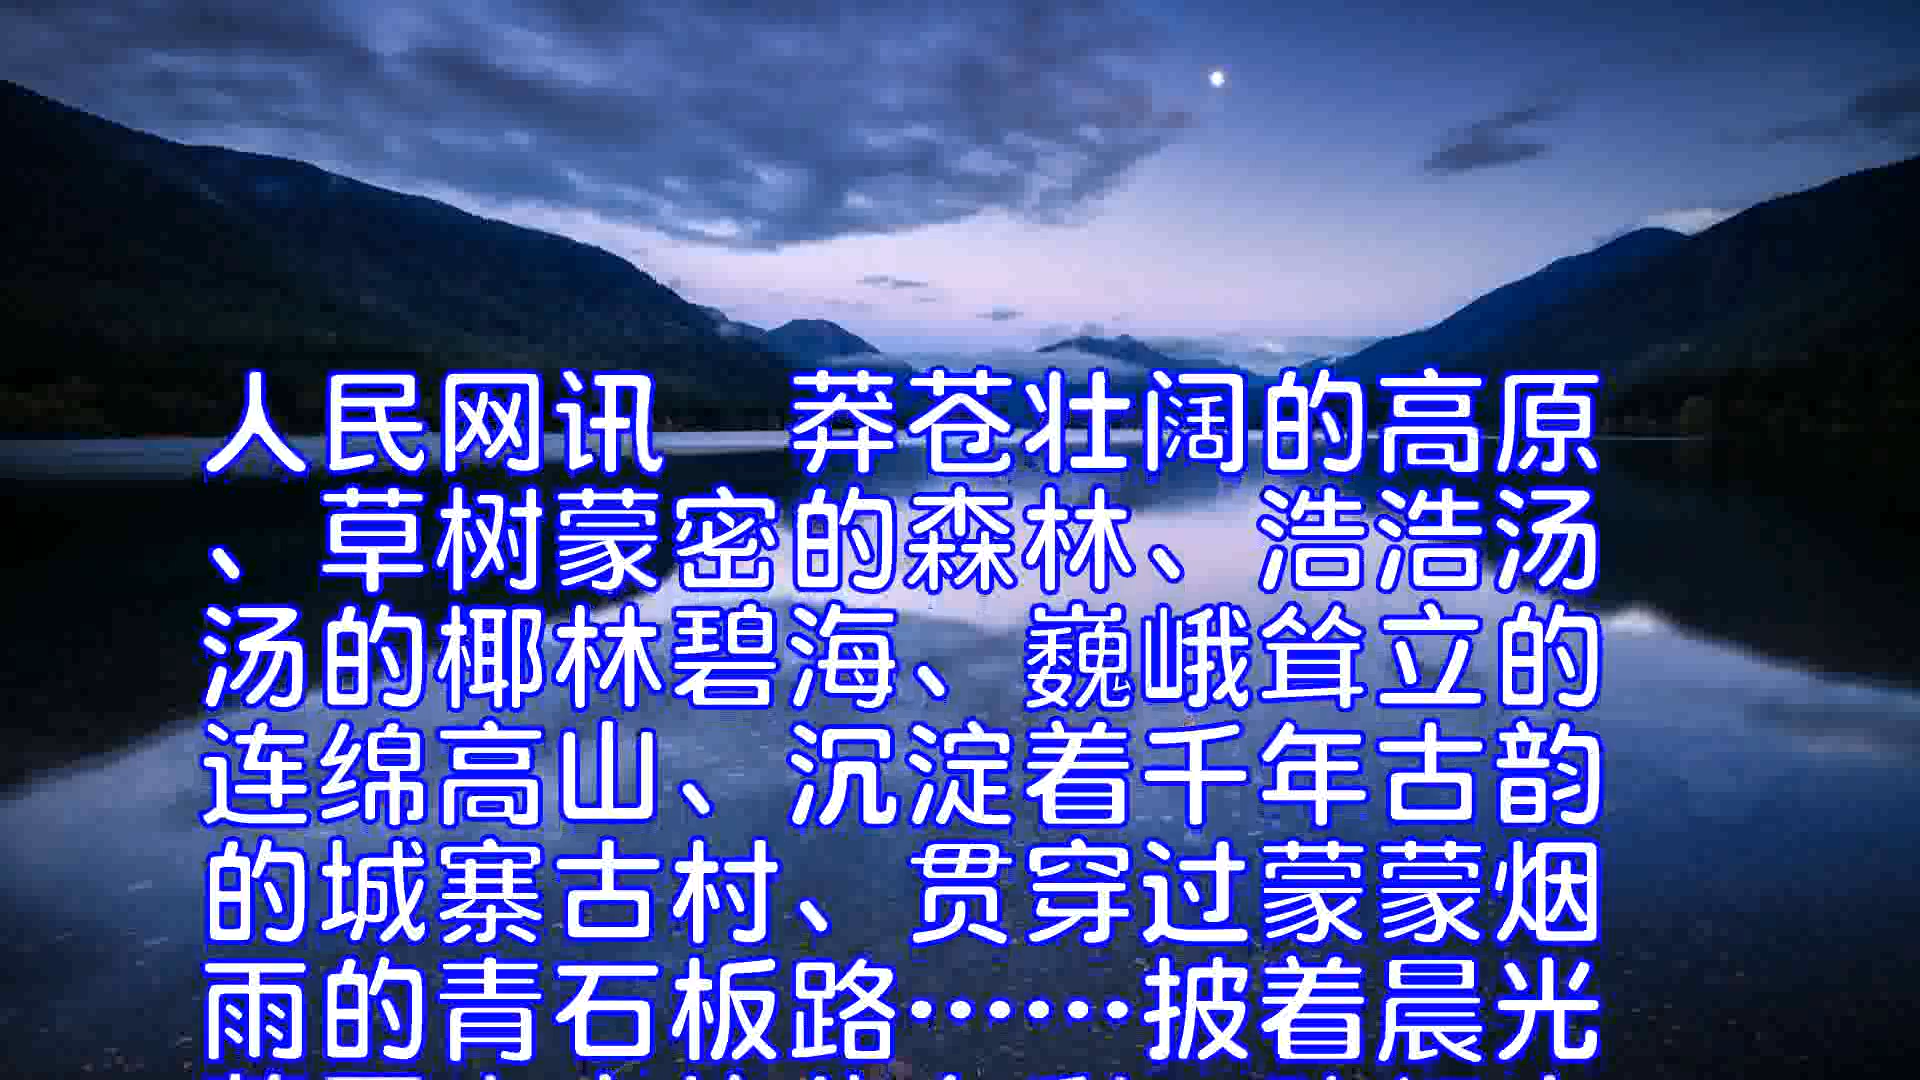 人民网讯　莽苍壮阔的高原
、草树蒙密的森林、浩浩汤
汤的椰林碧海、巍峨耸立的
连绵高山、沉淀着千年古韵
的城寨古村、贯穿过蒙蒙烟
雨的青石板路……披着晨光